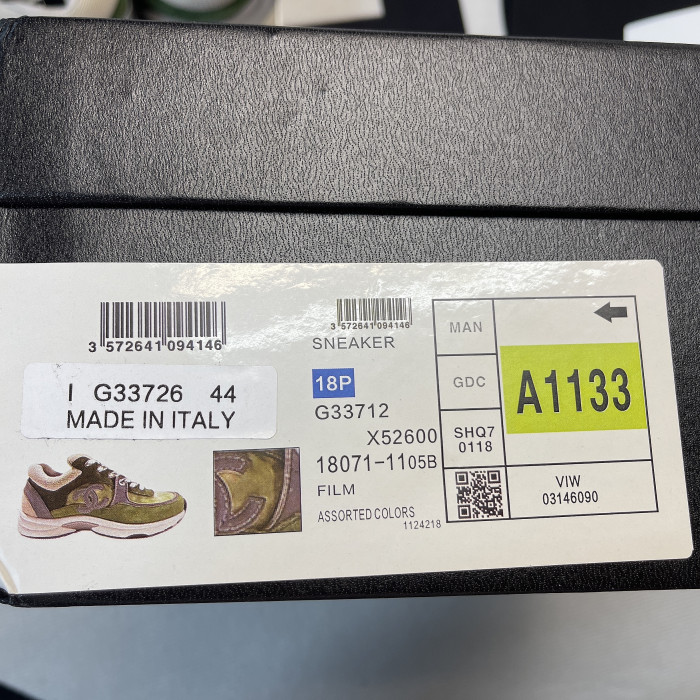 3 572641 094146
I G33726 44
MADE IN ITALY
3 572641 094146
SNEAKER
18P
G33712
X52600
18071-1105B
FILM
ASSORTED COLORS
1124218
MAN
GDC
SHQ7
0118
A1133
VIW
03146090